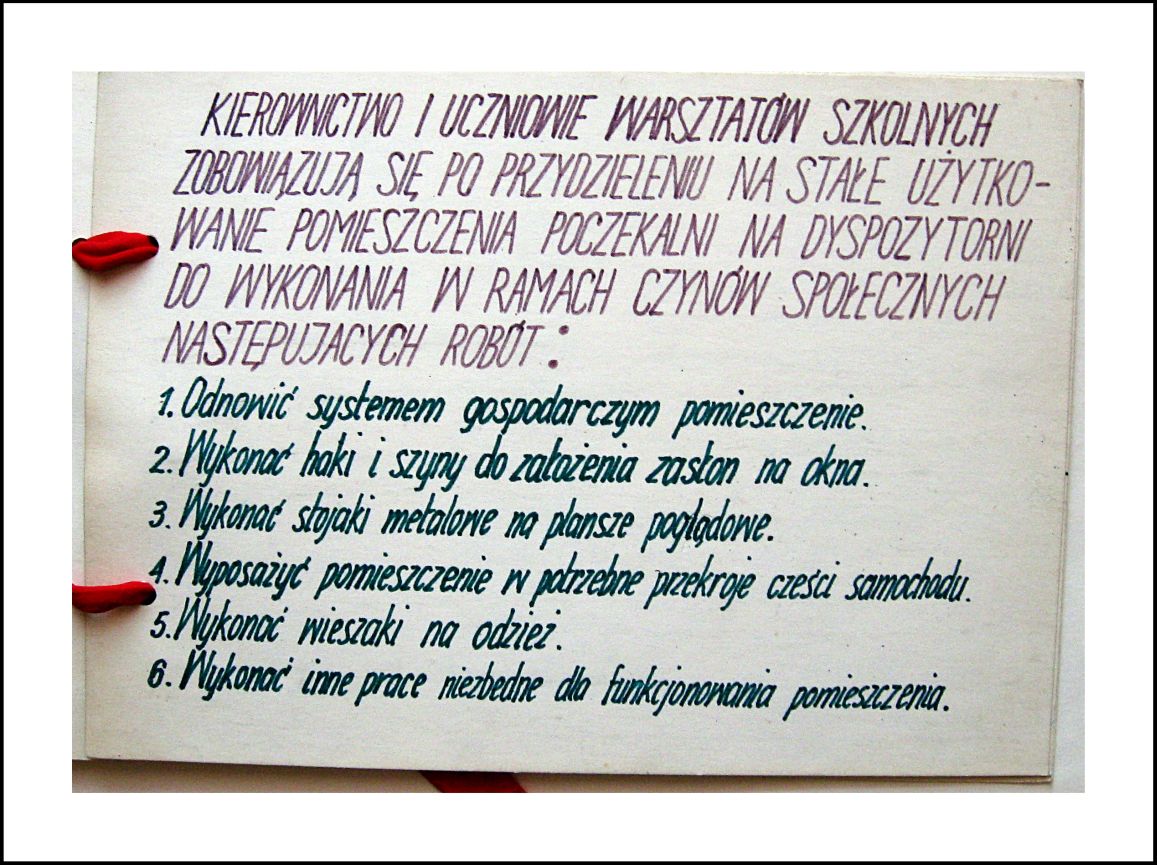 KIEROWNICTWO I UCZNIOWIE WARSZTATÓW SZKOLNYCH
ZOBOWIĄZUJĄ SIĘ PO PRZYDZIELENIU NA STAŁE UŻYTKO-
WANIE POMIESZCZENIA POCZEKALNI NA DYSPOZYTORNI
DO WYKONANIA W RAMACH CZYNÓW SPOŁECZNYCH
NASTĘPUJĄCYCH ROBÓT:
1. Odnowić systemem gospodarczym pomieszczenie.
2. Wykonać haki i szyny do założenia zasłon na okna.
3. Wykonać stojaki metalowe na plansze poglądowe.
4. Wyposażyć pomieszczenie w potrzebne przekroje części samochodu.
5. Wykonać wieszaki na odzież.
6. Wykonać inne prace niezbędne dla funkcjonowania pomieszczenia.